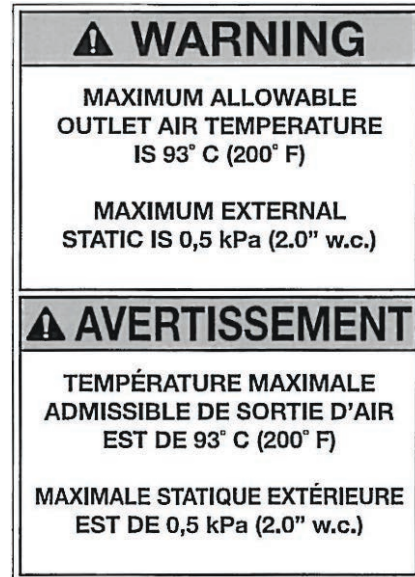 ⚠ WARNING
MAXIMUM ALLOWABLE
OUTLET AIR TEMPERATURE
IS 93° C (200° F)
MAXIMUM EXTERNAL
STATIC IS 0,5 kPa (2.0” w.c.)
⚠ AVERTISSEMENT
TEMPÉRATURE MAXIMALE
ADMISSIBLE DE SORTIE D’AIR
EST DE 93° C (200° F)
MAXIMALE STATIQUE EXTÉRIEURE
EST DE 0,5 kPa (2.0” w.c.)